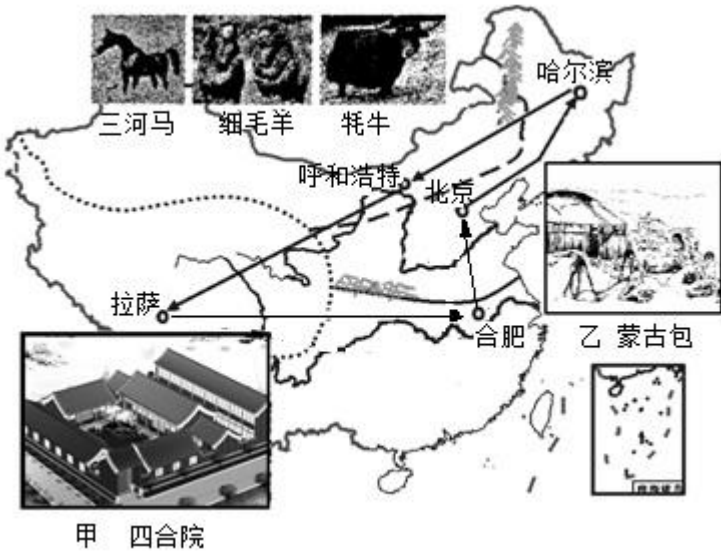 三河马 细毛羊 牦牛
哈尔滨
呼和浩特
北京
拉萨
合肥
乙 蒙古包
甲 四合院